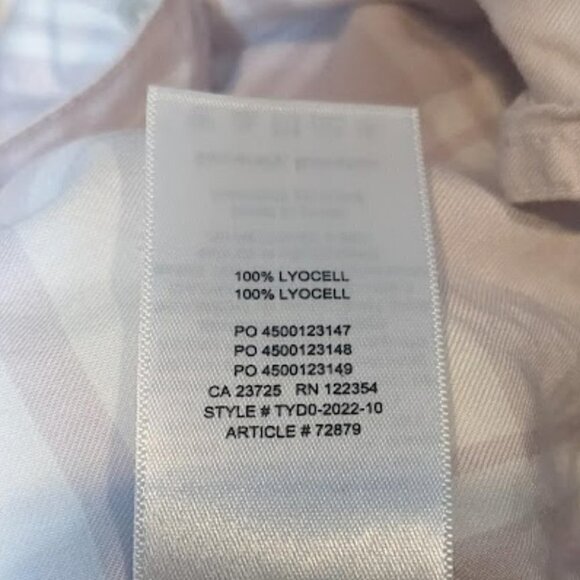 100% LYOCELL
100% LYOCELL
PO 4500123147
PO 4500123148
PO 4500123149
CA 23725 RN 122354
STYLE # TYD0-2022-10
ARTICLE # 72879